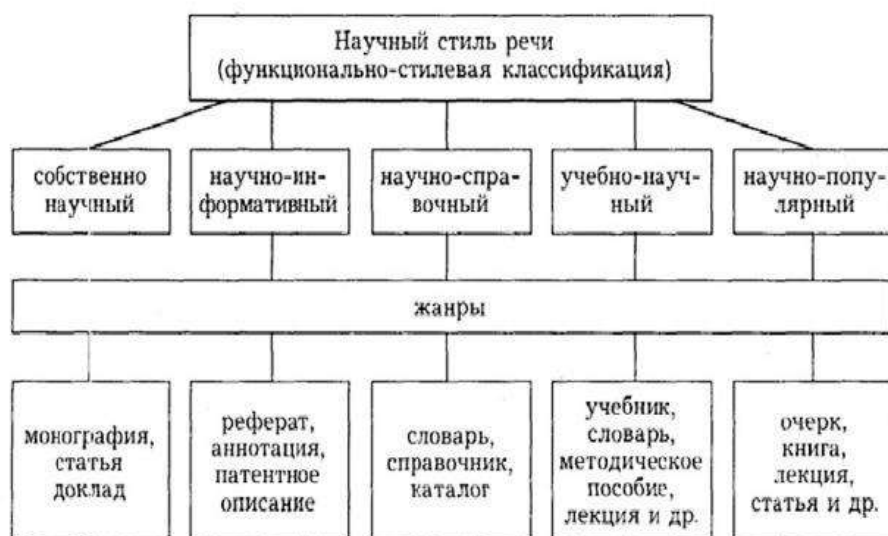 Научный стиль речи
(функционально-стилевая классификация)
собственно
научный
научно-ин-
формативный
научно-спра-
вочный
учебно-науч-
ный
научно-попу-
лярный
жанры
монография,
статья
доклад
реферат,
аннотация,
патентное
описание
словарь,
справочник,
каталог
учебник,
словарь,
методическое
пособие,
лекция и др.
очерк,
книга,
лекция,
статья и др.